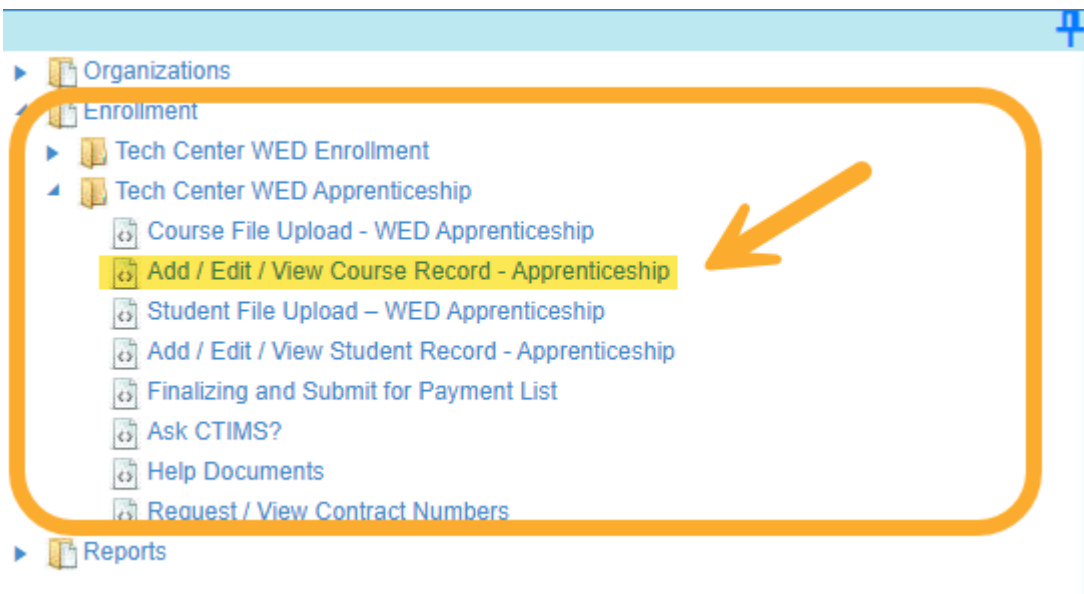 Organizations
Enrollment
Tech Center WED Enrollment
Tech Center WED Apprenticeship
Course File Upload - WED Apprenticeship
Add / Edit / View Course Record - Apprenticeship
Student File Upload – WED Apprenticeship
Add / Edit / View Student Record - Apprenticeship
Finalizing and Submit for Payment List
Ask CTIMS?
Help Documents
Request / View Contract Numbers
Reports